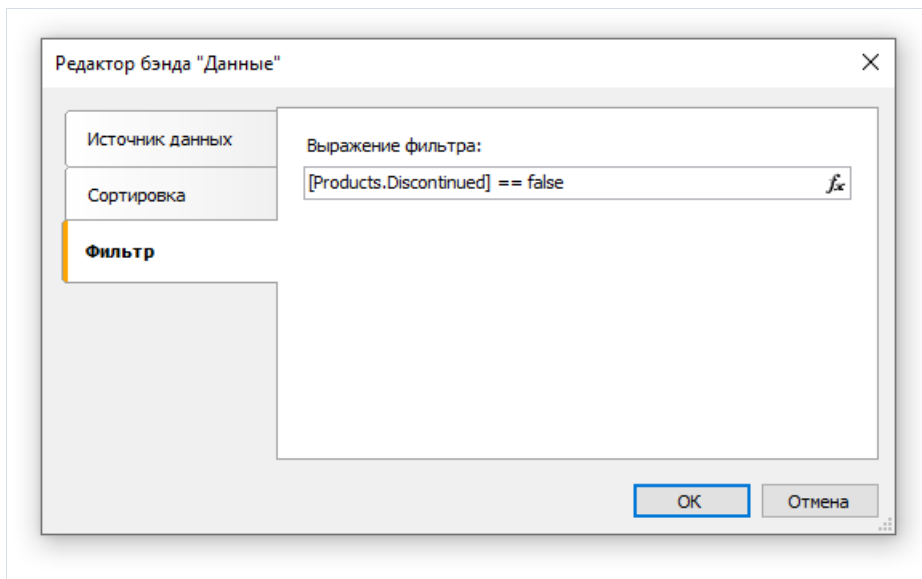 Редактор бэнда "Данные"
Источник данных
Сортировка
Фильтр
Выражение фильтра:
[Products.Discontinued] == false
fx
OK
Отмена